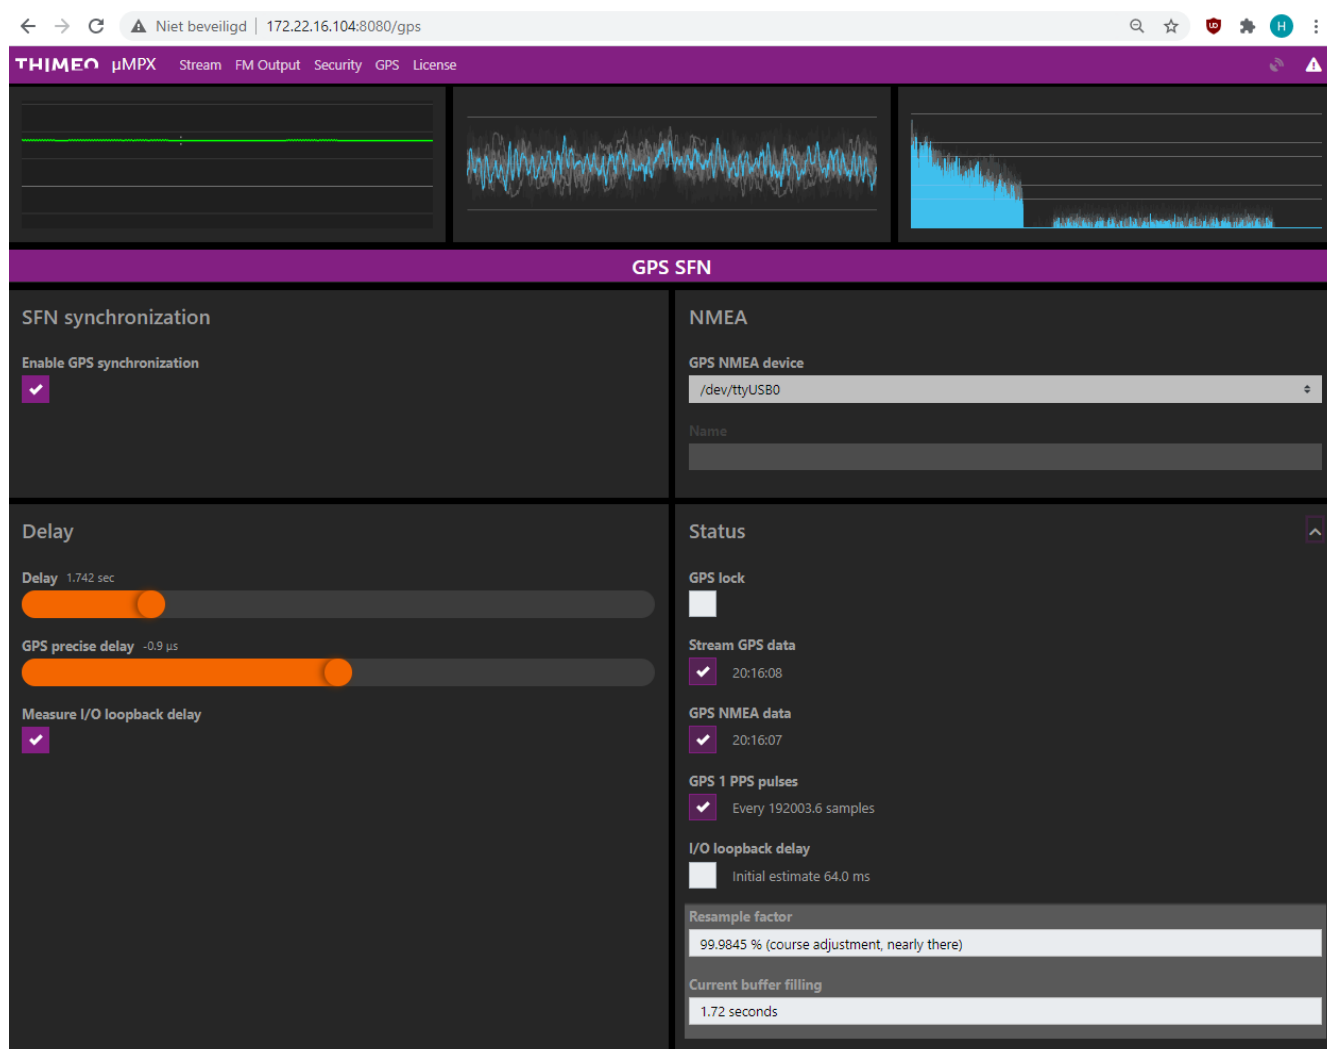 Niet beveiligd | 172.22.16.104:8080/gps
H
THIMEO µMPX Stream FM Output Security GPS License
GPS SFN
SFN synchronization
Enable GPS synchronization
NMEA
GPS NMEA device
/dev/ttyUSB0
Name
Delay
Delay 1.742 sec
GPS precise delay -0.9 µs
Measure I/O loopback delay
Status
GPS lock
Stream GPS data
20:16:08
GPS NMEA data
20:16:07
GPS 1 PPS pulses
Every 192003.6 samples
I/O loopback delay
Initial estimate 64.0 ms
Resample factor
99.9845 % (course adjustment, nearly there)
Current buffer filling
1.72 seconds